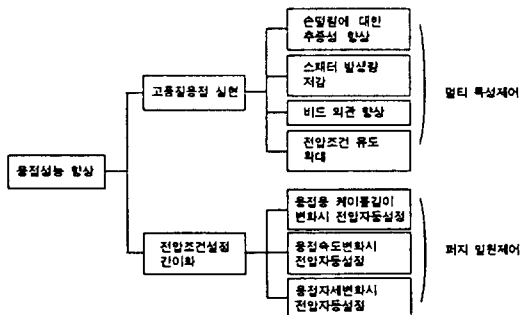 손떨림에 대한
추종성 향상
스패터 발생량
저감
고품질용접 실현
멀티 특성제어
비드 외관 향상
전압조건 유도
확대
용접성능 향상
용접용 케이블길이
변화시 전압자동설정
전압조건설정
간이화
용접속도변화시
전압자동설정
퍼지 일원제어
용접자세변화시
전압자동설정